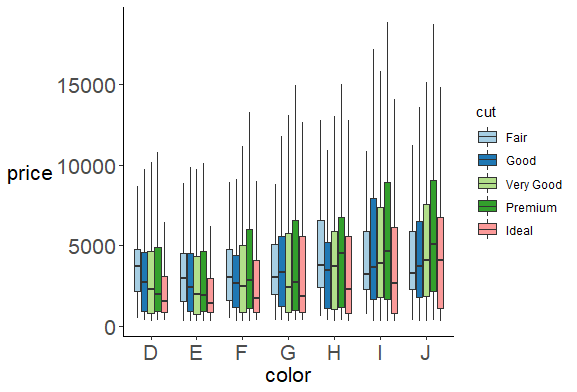 15000
10000
price
5000
0
D E F G H I J
color
cut
Fair
Good
Very Good
Premium
Ideal